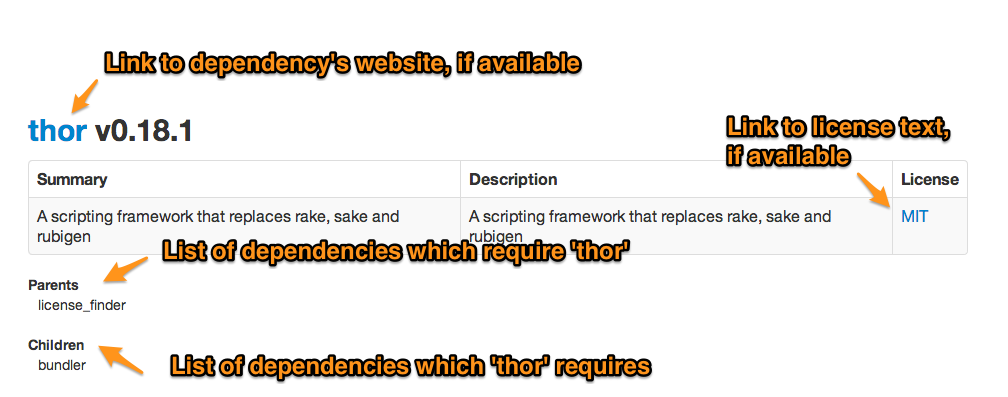 Link to dependency's website, if available
thor v0.18.1
Link to license text,
if available
Summary
Description
License
A scripting framework that replaces rake, sake and
rubigen
A scripting framework that replaces rake, sake and
rubigen
MIT
List of dependencies which require 'thor'
Parents
license_finder
Children
bundler
List of dependencies which 'thor' requires